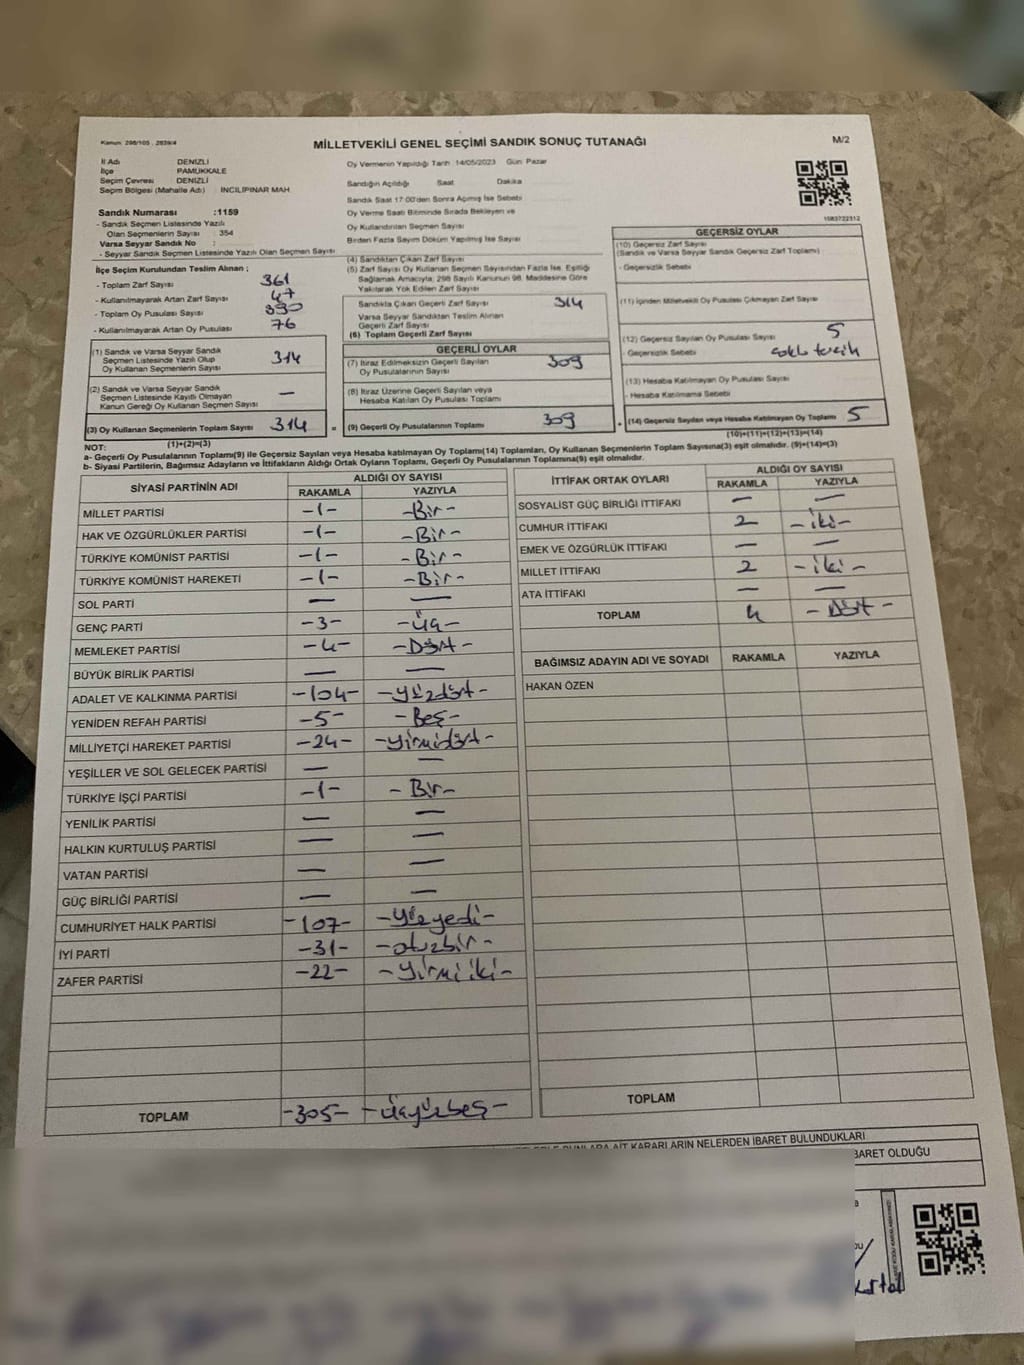 Kanun: 298/105 , 2839/4
MİLLETVEKİLİ GENEL SEÇİMİ SANDIK SONUÇ TUTANAĞI
M/2
İl Adı DENİZLİ
İlçe PAMUKKALE
Seçim Çevresi DENİZLİ
Seçim Bölgesi (Mahalle Adı) : İNCİLİPINAR MAH.
Sandık Numarası :1159
- Sandık Seçmen Listesinde Yazılı
Olan Seçmenlerin Sayısı : 354
Varsa Seyyar Sandık No :
- Seyyar Sandık Seçmen Listesinde Yazılı Olan Seçmen Sayısı
Oy Vermenin Yapıldığı Tarih 14/05/2023 Gün Pazar
Sandığın Açıldığı Saat Dakika
Sandık Saat 17:00'den Sonra Açımış İse Sebebi
Oy Verme Saati Bitiminde Sırada Bekleyen ve
Oy Kullandırılan Seçmen Sayısı
Birden Fazla Sayım Döküm Yapılmış İse Sayısı
1583722312
İlçe Seçim Kurulundan Teslim Alınan ;
- Toplam Zarf Sayısı 361
- Kullanılmayarak Artan Zarf Sayısı 47
- Toplam Oy Pusulası Sayısı
- Kullanılmayarak Artan Oy Pusulası 76
(1) Sandık ve Varsa Seyyar Sandık
Seçmen Listesinde Yazılı Olup
Oy Kullanan Seçmenlerin Sayısı 314
(2) Sandık ve Varsa Seyyar Sandık
Seçmen Listesinde Kayıtlı Olmayan
Kanun Gereği Oy Kullanan Seçmen Sayısı —
(3) Oy Kullanan Seçmenlerin Toplam Sayısı 314 =
(1)+(2)=(3)
(4) Sandıktan Çıkan Zarf Sayısı
(5) Zarf Sayısı Oy Kullanan Seçmen Sayısından Fazla İse, Eşitliği
Sağlamak Amacıyla; 298 Sayılı Kanunun 98. Maddesine Göre
Yakılarak Yok Edilen Zarf Sayısı
Sandıkta Çıkan Geçerli Zarf Sayısı 314
Varsa Seyyar Sandıktan Teslim Alınan
Geçerli Zarf Sayısı
(6) Toplam Geçerli Zarf Sayısı
GEÇERLİ OYLAR
(7) İtiraz Edilmeksizin Geçerli Sayılan
Oy Pusulalarının Sayısı 309
(8) İtiraz Üzerine Geçerli Sayılan veya
Hesaba Katılan Oy Pusulası Toplamı
(9) Geçerli Oy Pusulalarının Toplamı 309 +
GEÇERSİZ OYLAR
(10) Geçersiz Zarf Sayısı
(Sandık ve Varsa Seyyar Sandık Geçersiz Zarf Toplamı)
- Geçersizlik Sebebi
(11) İçinden Milletvekili Oy Pusulası Çıkmayan Zarf Sayısı
(12) Geçersiz Sayılan Oy Pusulası Sayısı 5
- Geçersizlik Sebebi
(13) Hesaba Katılmayan Oy Pusulası Sayısı
- Hesaba Katılmama Sebebi
(14) Geçersiz Sayılan veya Hesaba Katılmayan Oy Toplamı 5
(10)+(11)+(12)+(13)=(14)
NOT:
a- Geçerli Oy Pusulalarının Toplamı(9) ile Geçersiz Sayılan veya Hesaba katılmayan Oy Toplamı(14) Toplamları, Oy Kullanan Seçmenlerin Toplam Sayısına(3) eşit olmalıdır. (9)+(14)=(3)
b- Siyasi Partilerin, Bağımsız Adayların ve İttifakların Aldığı Ortak Oyların Toplamı, Geçerli Oy Pusulalarının Toplamına(9) eşit olmalıdır.
SİYASİ PARTİNİN ADI ALDIĞI OY SAYISI
RAKAMLA YAZIYLA
MİLLET PARTİSİ -1- -Bir-
HAK VE ÖZGÜRLÜKLER PARTİSİ -1- -Bir-
TÜRKİYE KOMÜNİST PARTİSİ -1- -Bir-
TÜRKİYE KOMÜNİST HAREKETİ -1- -Bir-
SOL PARTİ — —
GENÇ PARTİ -3- -Üç-
MEMLEKET PARTİSİ -4- -Dört-
BÜYÜK BİRLİK PARTİSİ — —
ADALET VE KALKINMA PARTİSİ -104- -Yüzdört-
YENİDEN REFAH PARTİSİ -5- -Beş-
MİLLİYETÇİ HAREKET PARTİSİ -24- -Yirmidört-
YEŞİLLER VE SOL GELECEK PARTİSİ — —
TÜRKİYE İŞÇİ PARTİSİ -1- -Bir-
YENİLİK PARTİSİ — —
HALKIN KURTULUŞ PARTİSİ — —
VATAN PARTİSİ — —
GÜÇ BİRLİĞİ PARTİSİ — —
CUMHURİYET HALK PARTİSİ -107- -Yüzyedi-
İYİ PARTİ -31- -otuzbir-
ZAFER PARTİSİ -22- -Yirmiiki-
TOPLAM -305- -Üçyüzbeş-
İTTİFAK ORTAK OYLARI ALDIĞI OY SAYISI
RAKAMLA YAZIYLA
SOSYALİST GÜÇ BİRLİĞİ İTTİFAKI — —
CUMHUR İTTİFAKI 2 -iki-
EMEK VE ÖZGÜRLÜK İTTİFAKI — —
MİLLET İTTİFAKI 2 -iki-
ATA İTTİFAKI — —
TOPLAM 4 -Dört-
BAĞIMSIZ ADAYIN ADI VE SOYADI RAKAMLA YAZIYLA
HAKAN ÖZEN
TOPLAM
AİT KARARLARIN NELERDEN İBARET BULUNDUKLARI
BARET OLDUĞU